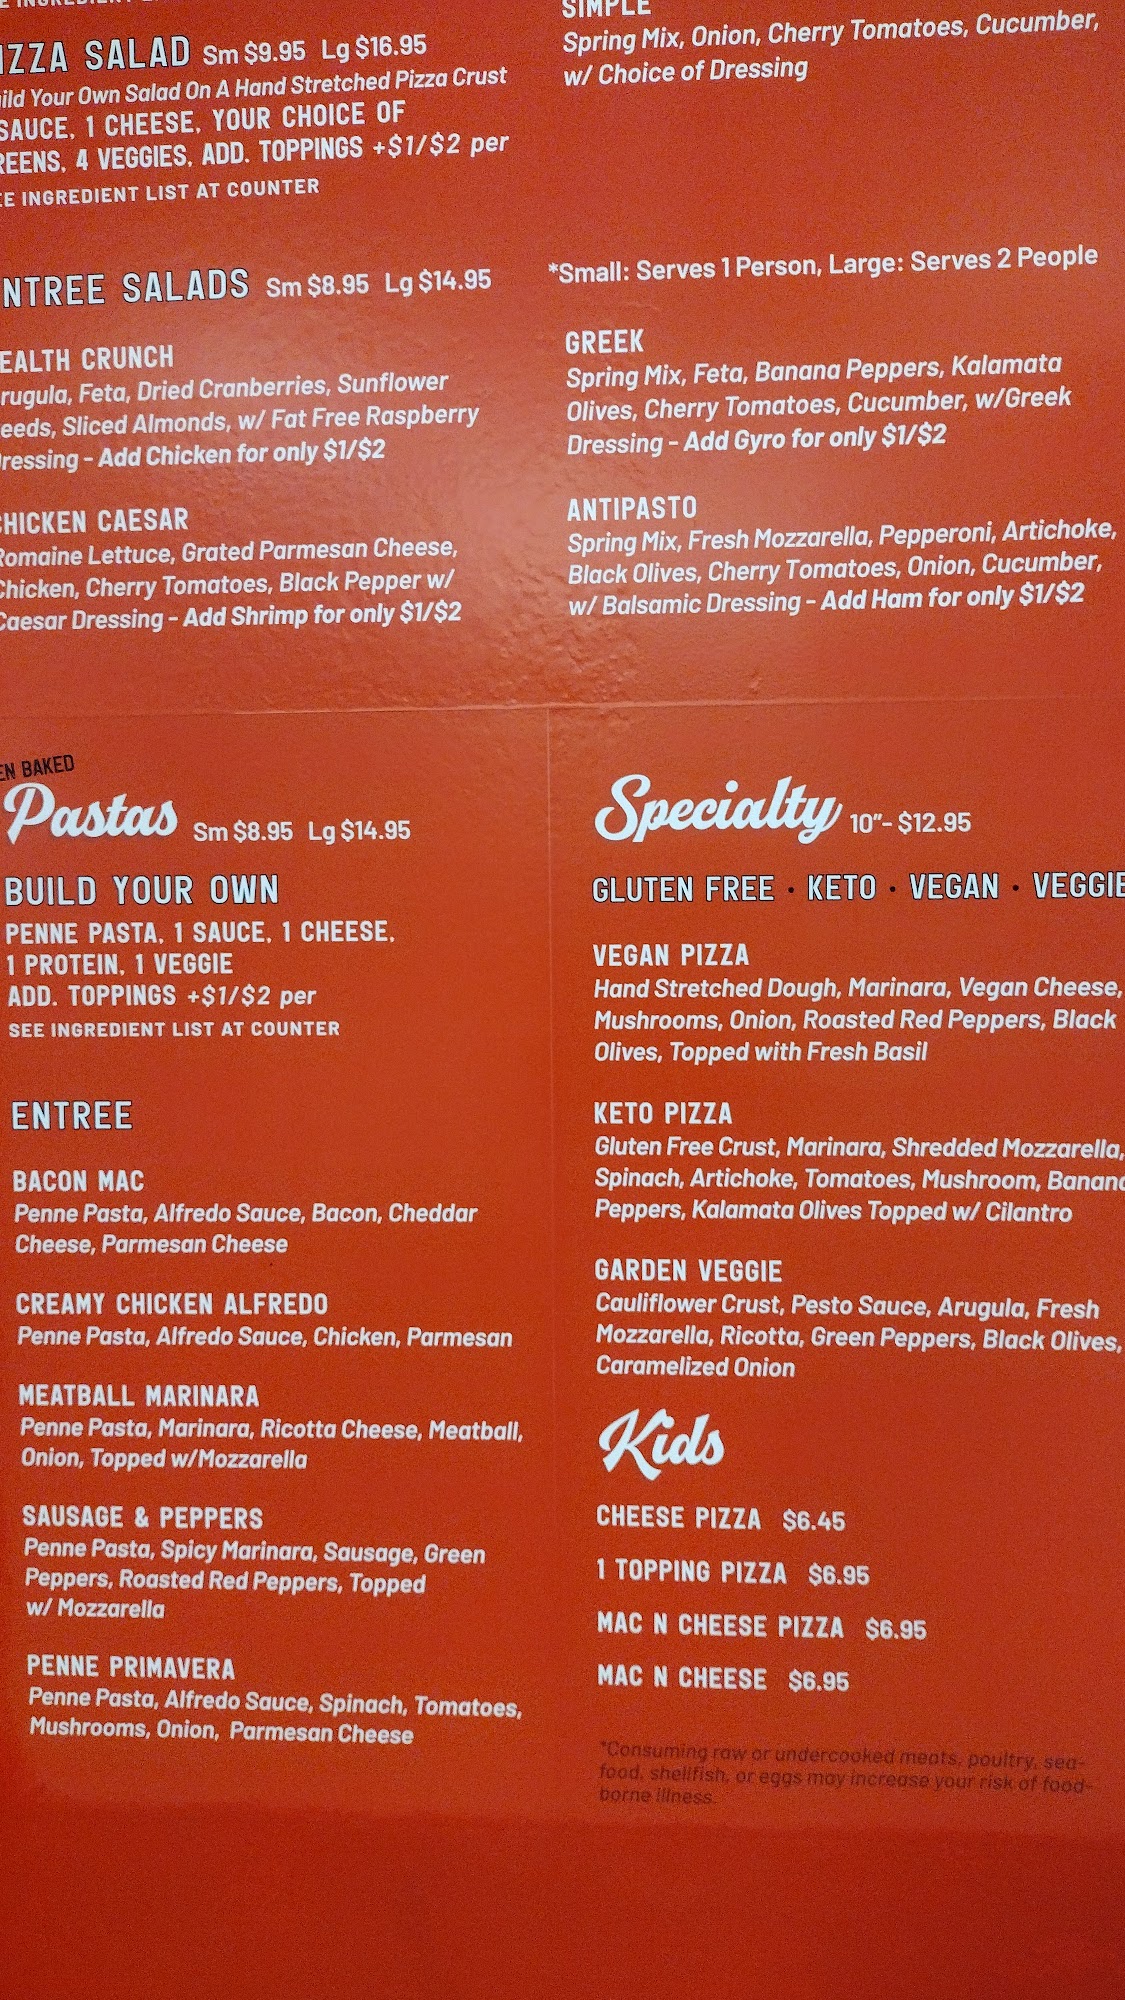 SIMPLE
Spring Mix, Onion, Cherry Tomatoes, Cucumber,
w/ Choice of Dressing
IZZA SALAD Sm $9.95 Lg $16.95
ild Your Own Salad On A Hand Stretched Pizza Crust
SAUCE, 1 CHEESE, YOUR CHOICE OF
REENS, 4 VEGGIES, ADD. TOPPINGS +$1/$2 per
EE INGREDIENT LIST AT COUNTER
NTREE SALADS Sm $8.95 Lg $14.95
*Small: Serves 1 Person, Large: Serves 2 People
EALTH CRUNCH
rugula, Feta, Dried Cranberries, Sunflower
eeds, Sliced Almonds, w/ Fat Free Raspberry
ressing - Add Chicken for only $1/$2
HICKEN CAESAR
Romaine Lettuce, Grated Parmesan Cheese,
Chicken, Cherry Tomatoes, Black Pepper w/
Caesar Dressing - Add Shrimp for only $1/$2
GREEK
Spring Mix, Feta, Banana Peppers, Kalamata
Olives, Cherry Tomatoes, Cucumber, w/Greek
Dressing - Add Gyro for only $1/$2
ANTIPASTO
Spring Mix, Fresh Mozzarella, Pepperoni, Artichoke,
Black Olives, Cherry Tomatoes, Onion, Cucumber,
w/ Balsamic Dressing - Add Ham for only $1/$2
EN BAKED
Pastas Sm $8.95 Lg $14.95
BUILD YOUR OWN
PENNE PASTA, 1 SAUCE, 1 CHEESE,
1 PROTEIN, 1 VEGGIE
ADD. TOPPINGS +$1/$2 per
SEE INGREDIENT LIST AT COUNTER
ENTREE
BACON MAC
Penne Pasta, Alfredo Sauce, Bacon, Cheddar
Cheese, Parmesan Cheese
CREAMY CHICKEN ALFREDO
Penne Pasta, Alfredo Sauce, Chicken, Parmesan
MEATBALL MARINARA
Penne Pasta, Marinara, Ricotta Cheese, Meatball,
Onion, Topped w/Mozzarella
SAUSAGE & PEPPERS
Penne Pasta, Spicy Marinara, Sausage, Green
Peppers, Roasted Red Peppers, Topped
w/ Mozzarella
PENNE PRIMAVERA
Penne Pasta, Alfredo Sauce, Spinach, Tomatoes,
Mushrooms, Onion, Parmesan Cheese
Specialty 10"- $12.95
GLUTEN FREE · KETO · VEGAN · VEGGIE
VEGAN PIZZA
Hand Stretched Dough, Marinara, Vegan Cheese,
Mushrooms, Onion, Roasted Red Peppers, Black
Olives, Topped with Fresh Basil
KETO PIZZA
Gluten Free Crust, Marinara, Shredded Mozzarella,
Spinach, Artichoke, Tomatoes, Mushroom, Banana
Peppers, Kalamata Olives Topped w/ Cilantro
GARDEN VEGGIE
Cauliflower Crust, Pesto Sauce, Arugula, Fresh
Mozzarella, Ricotta, Green Peppers, Black Olives,
Caramelized Onion
Kids
CHEESE PIZZA $6.45
1 TOPPING PIZZA $6.95
MAC N CHEESE PIZZA $6.95
MAC N CHEESE $6.95
*Consuming raw or undercooked meats, poultry, sea-
food, shellfish, or eggs may increase your risk of food-
borne illness.